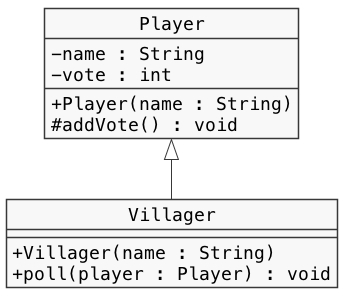 Player
-name : String
-vote : int
+Player(name : String)
#addVote() : void
Villager
+Villager(name : String)
+poll(player : Player) : void